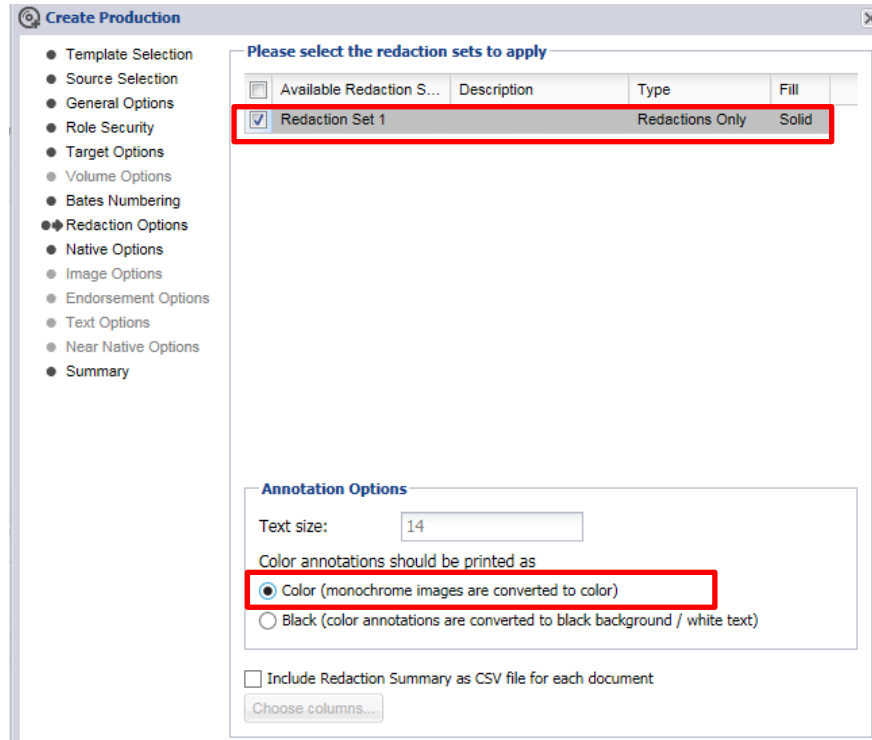 Create Production
Template Selection
Source Selection
General Options
Role Security
Target Options
Volume Options
Bates Numbering
Redaction Options
Native Options
Image Options
Endorsement Options
Text Options
Near Native Options
Summary
Please select the redaction sets to apply
Available Redaction S... Description Type Fill
Redaction Set 1 Redactions Only Solid
Annotation Options
Text size: 14
Color annotations should be printed as
Color (monochrome images are converted to color)
Black (color annotations are converted to black background / white text)
Include Redaction Summary as CSV file for each document
Choose columns...